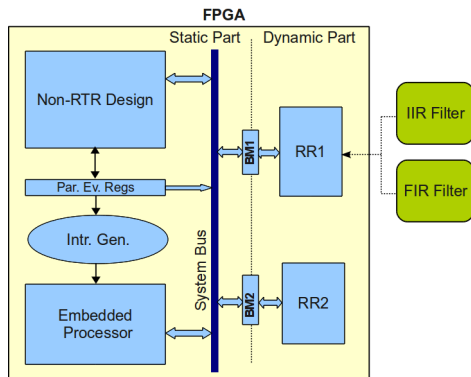 FPGA
Static Part
Dynamic Part
Non-RTR Design
IIR Filter
BM1
RR1
FIR Filter
Par. Ev. Regs
Intr. Gen.
System Bus
Embedded
Processor
BM2
RR2